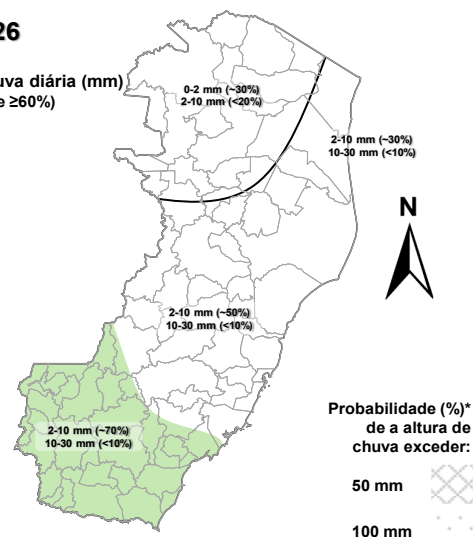 26
uva diária (mm)
e ≥60%)
0-2 mm (~30%)
2-10 mm (<20%)
2-10 mm (~30%)
10-30 mm (<10%)
N
2-10 mm (~50%)
10-30 mm (<10%)
2-10 mm (~70%)
10-30 mm (<10%)
Probabilidade (%)*
de a altura de
chuva exceder:
50 mm
100 mm